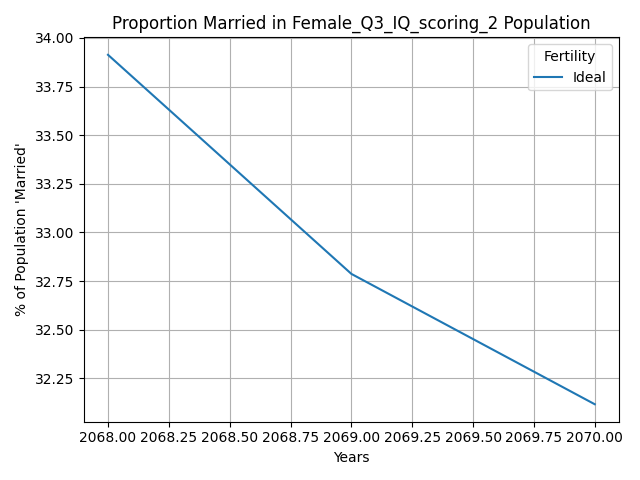 Proportion Married in Female_Q3_IQ_scoring_2 Population
Fertility
Ideal
34.00
33.75
33.50
33.25
33.00
32.75
32.50
32.25
% of Population 'Married'
2068.00 2068.25 2068.50 2068.75 2069.00 2069.25 2069.50 2069.75 2070.00
Years